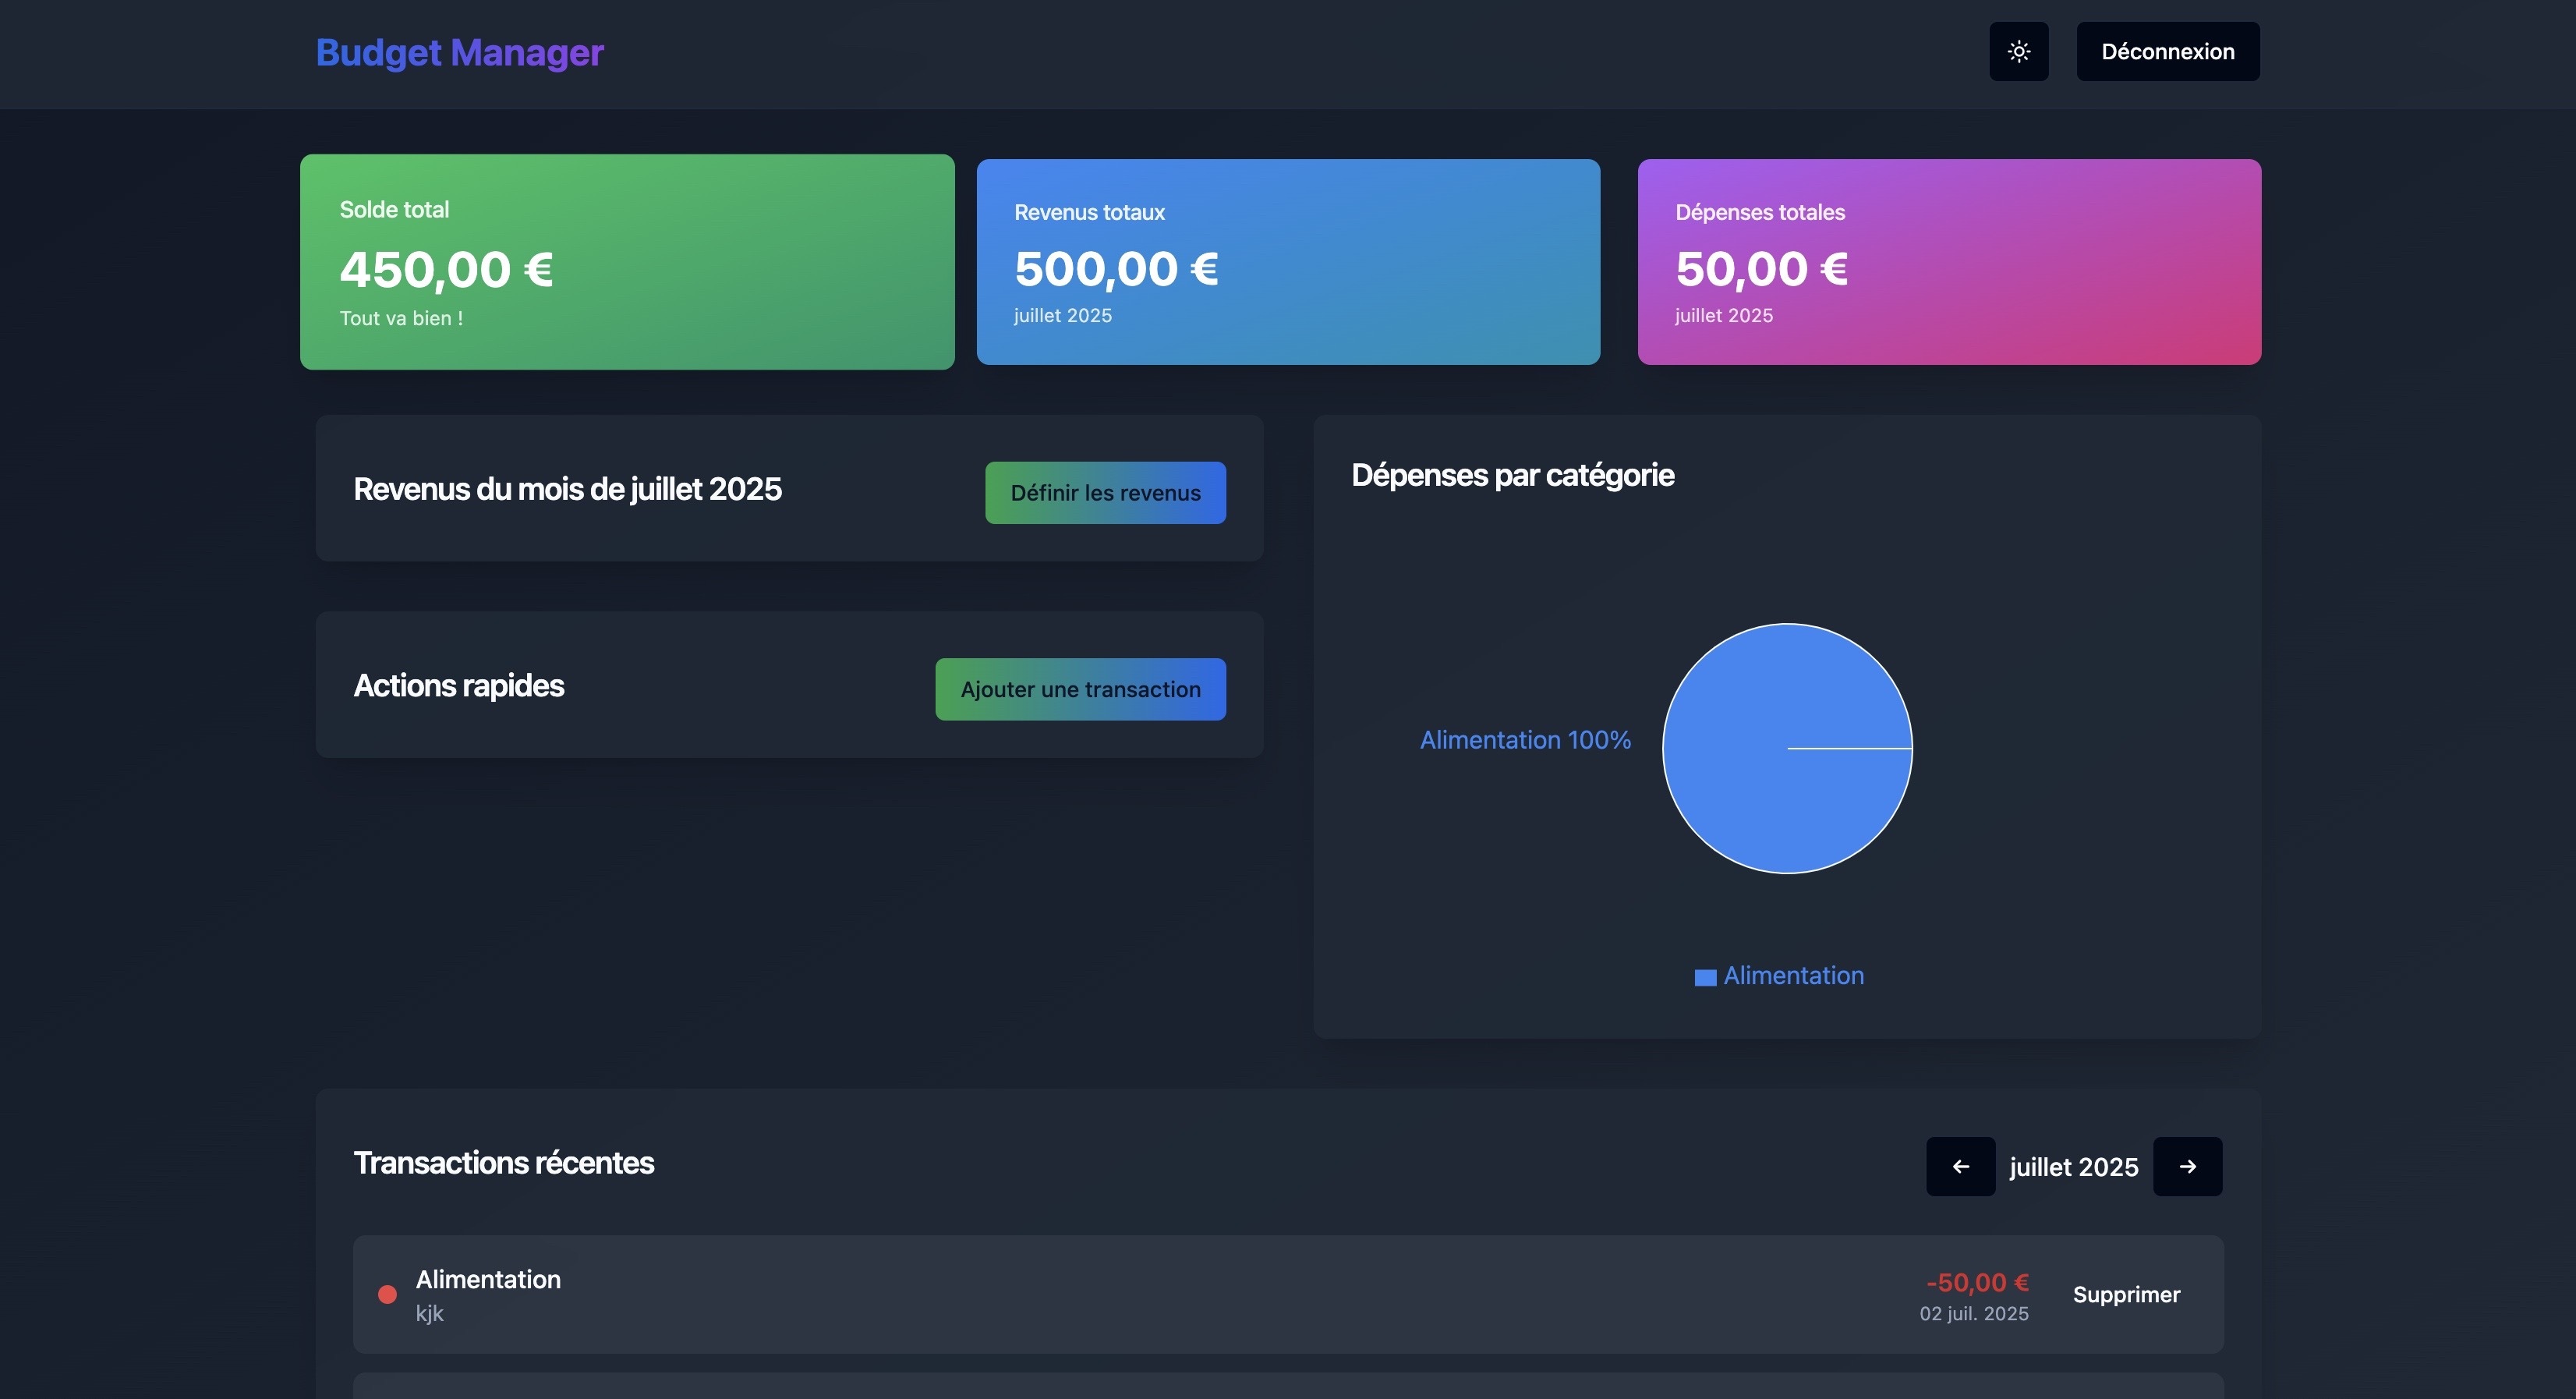 Budget Manager
Déconnexion
Solde total
450,00 €
Tout va bien !
Revenus totaux
500,00 €
juillet 2025
Dépenses totales
50,00 €
juillet 2025
Revenus du mois de juillet 2025
Définir les revenus
Actions rapides
Ajouter une transaction
Dépenses par catégorie
Alimentation 100%
Alimentation
Transactions récentes
juillet 2025
Alimentation
kjk
-50,00 €
02 juil. 2025
Supprimer